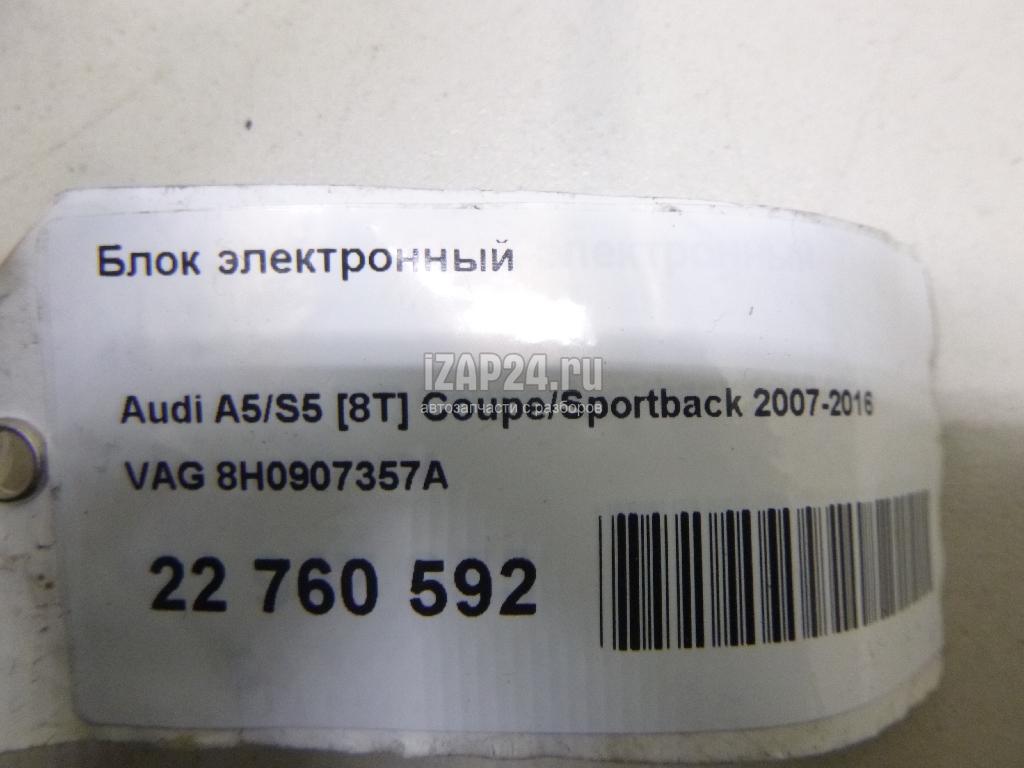 Блок электронный
iZAP24.ru
автозапчасти с разборов
Audi A5/S5 [8T] Coupe/Sportback 2007-2016
VAG 8H0907357A
22 760 592